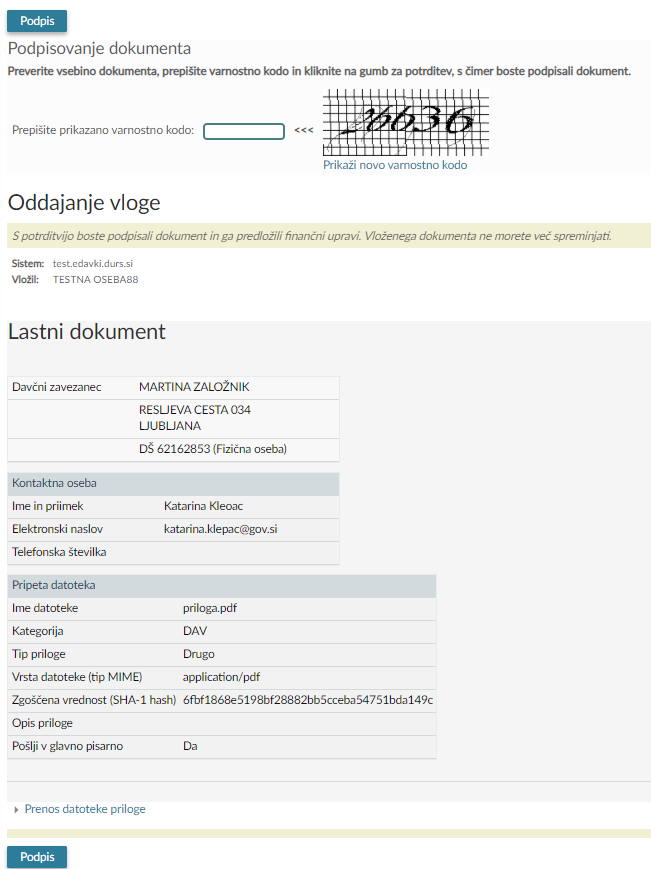 Podpis
Podpisovanje dokumenta
Preverite vsebino dokumenta, prepišite varnostno kodo in kliknite na gumb za potrditev, s čimer boste podpisali dokument.
Prepišite prikazano varnostno kodo: <<<
Prikaži novo varnostno kodo
Oddajanje vloge
S potrditvijo boste podpisali dokument in ga predložili finančni upravi. Vloženega dokumenta ne morete več spreminjati.
Sistem: test.edavki.durs.si
Vložil: TESTNA OSEBA88
Lastni dokument
Davčni zavezanec MARTINA ZALOŽNIK
RESLJEVA CESTA 034
LJUBLJANA
DŠ 62162853 (Fizična oseba)
Kontaktna oseba
Ime in priimek Katarina Kleoac
Elektronski naslov katarina.klepac@gov.si
Telefonska številka
Pripeta datoteka
Ime datoteke priloga.pdf
Kategorija DAV
Tip priloge Drugo
Vrsta datoteke (tip MIME) application/pdf
Zgoščena vrednost (SHA-1 hash) 6fbf1868e5198bf28882bb5cceba54751bda149c
Opis priloge
Pošlji v glavno pisarno Da
Prenos datoteke priloge
Podpis